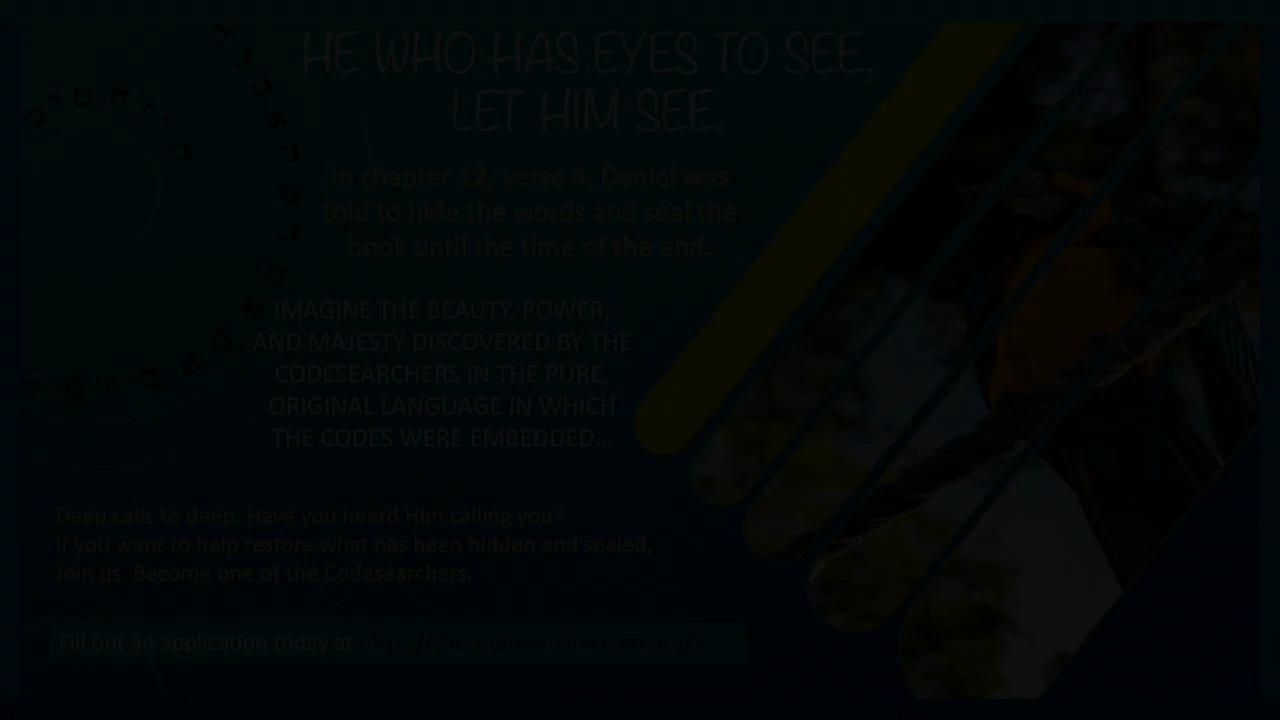 HE WHO HAS EYES TO SEE,
LET HIM SEE.
In chapter 12, verse 4, Daniel was
told to hide the words and seal the
book until the time of the end.
IMAGINE THE BEAUTY, POWER,
AND MAJESTY DISCOVERED BY THE
CODESEARCHERS IN THE PURE,
ORIGINAL LANGUAGE IN WHICH
THE CODES WERE EMBEDDED...
Deep calls to deep. Have you heard Him calling you?
If you want to help restore what has been hidden and sealed,
Join us. Become one of the Codesearchers.
Fill out an application today at